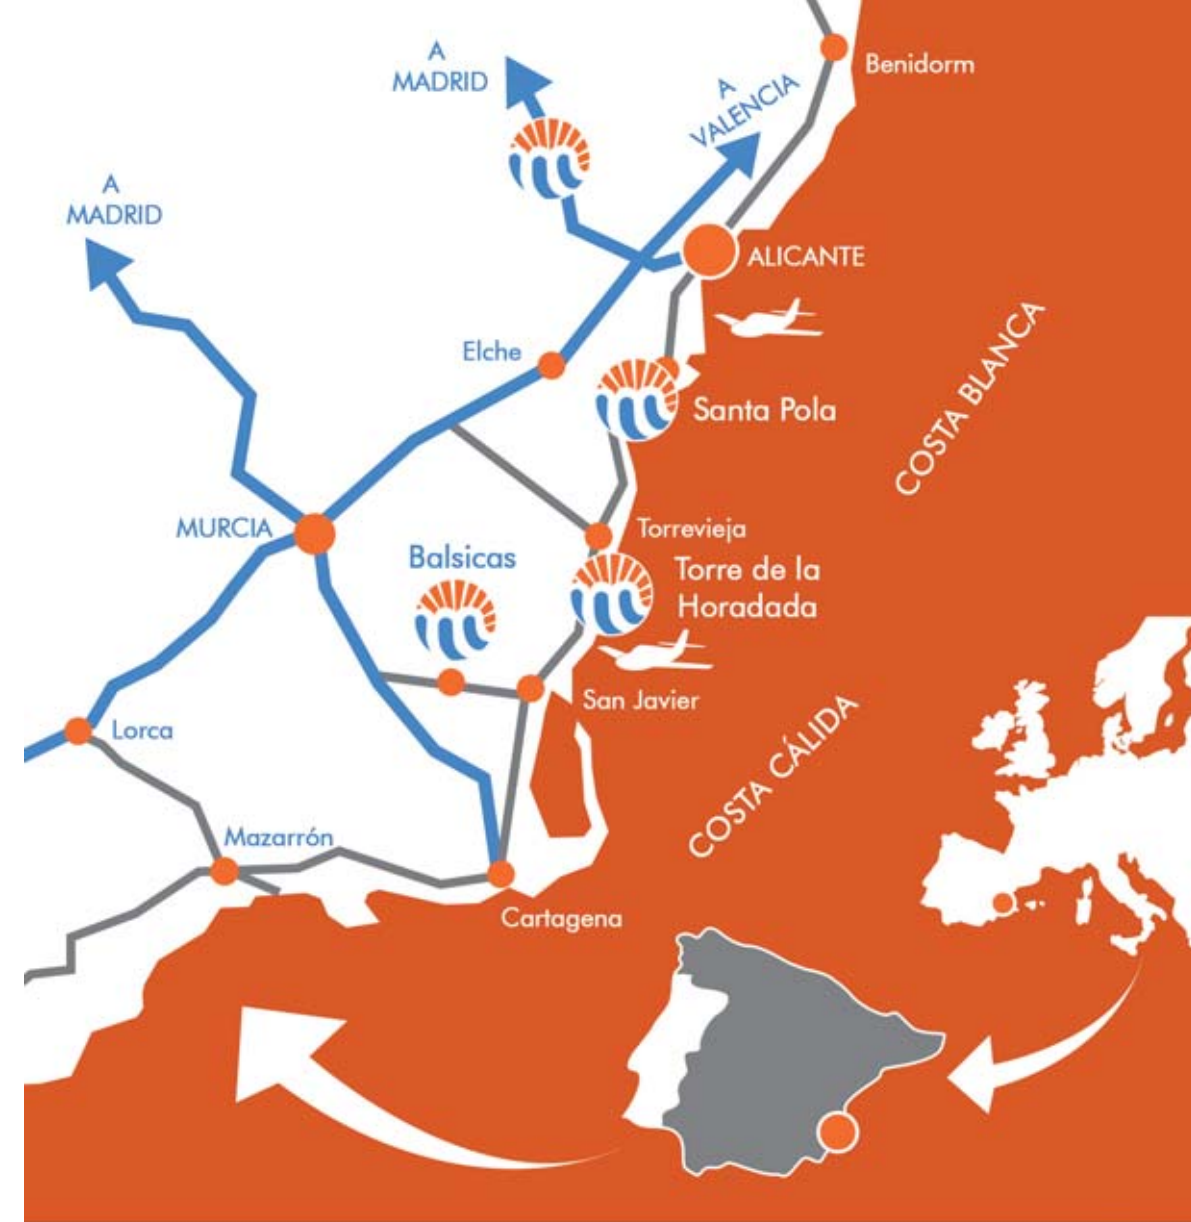 A
MADRID
A
VALENCIA
Benidorm
A
MADRID
ALICANTE
Elche
COSTA BLANCA
Santa Pola
MURCIA
Torrevieja
Balsicas
Torre de la
Horadada
San Javier
Lorca
COSTA CÁLIDA
Mazarrón
Cartagena